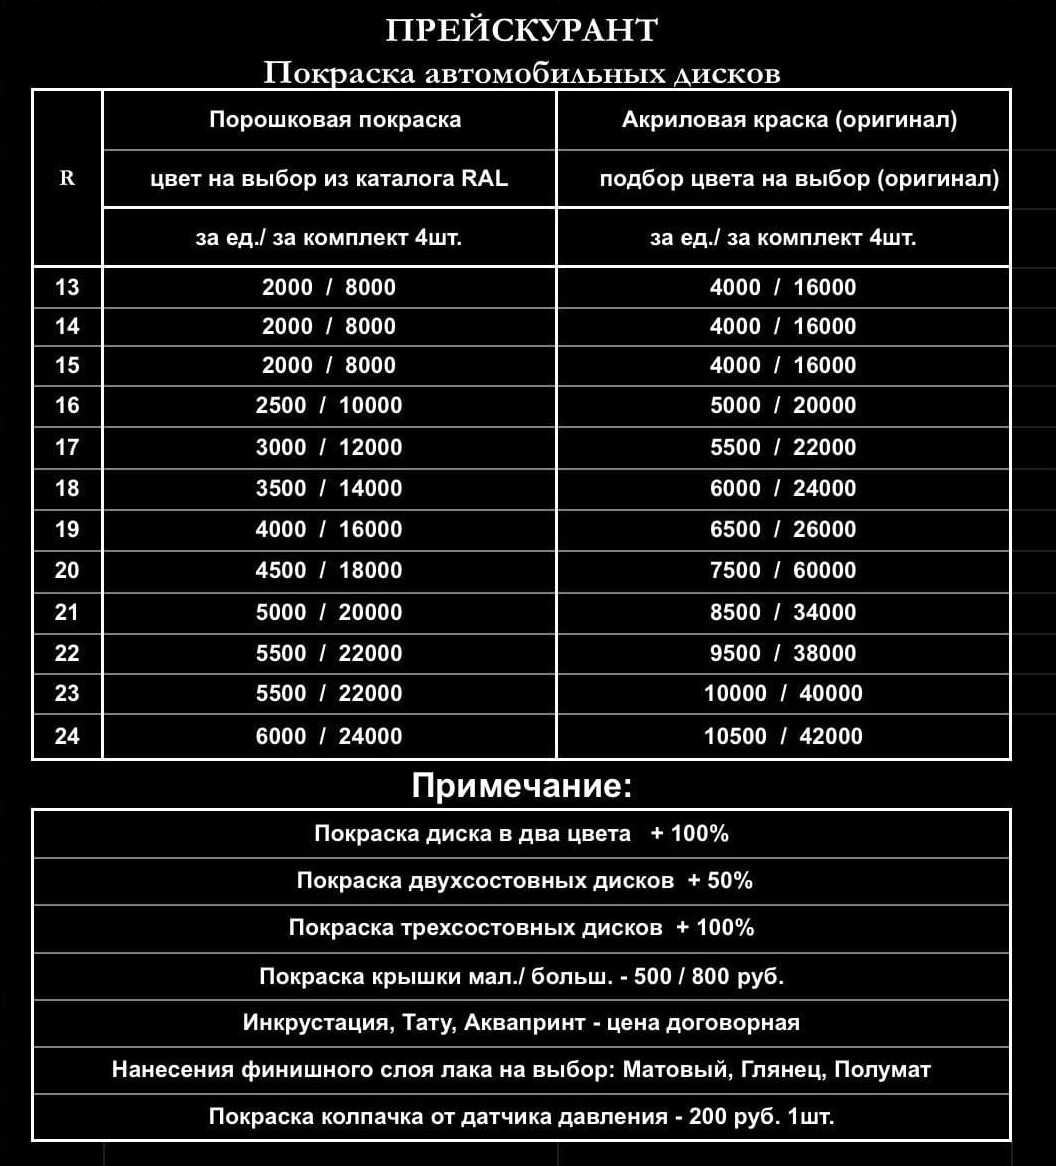 ПРЕЙСКУРАНТ
Покраска автомобильных дисков
Порошковая покраска Акриловая краска (оригинал)
R цвет на выбор из каталога RAL подбор цвета на выбор (оригинал)
за ед./ за комплект 4шт. за ед./ за комплект 4шт.
13 2000 / 8000 4000 / 16000
14 2000 / 8000 4000 / 16000
15 2000 / 8000 4000 / 16000
16 2500 / 10000 5000 / 20000
17 3000 / 12000 5500 / 22000
18 3500 / 14000 6000 / 24000
19 4000 / 16000 6500 / 26000
20 4500 / 18000 7500 / 60000
21 5000 / 20000 8500 / 34000
22 5500 / 22000 9500 / 38000
23 5500 / 22000 10000 / 40000
24 6000 / 24000 10500 / 42000
Примечание:
Покраска диска в два цвета + 100%
Покраска двухсостовных дисков + 50%
Покраска трехсостовных дисков + 100%
Покраска крышки мал./ больш. - 500 / 800 руб.
Инкрустация, Тату, Аквапринт - цена договорная
Нанесения финишного слоя лака на выбор: Матовый, Глянец, Полумат
Покраска колпачка от датчика давления - 200 руб. 1шт.